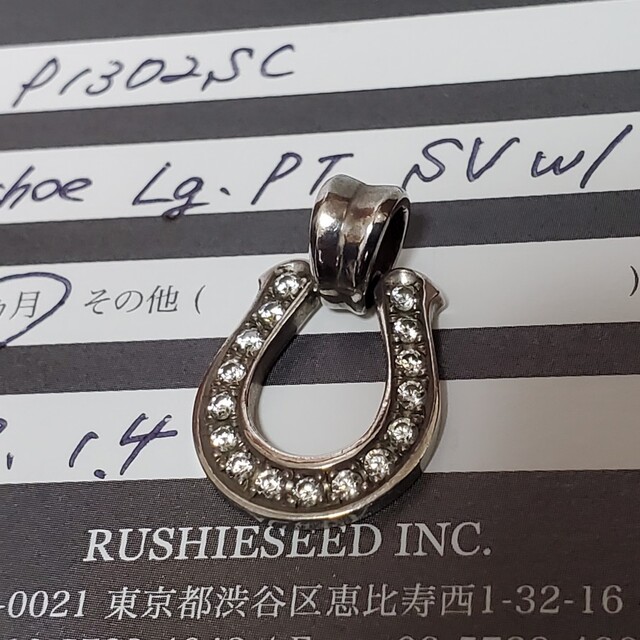 P1302SC
shoe Lg. PT SV w/
月 その他 (                    )
. 1.4
RUSHIESEED INC.
-0021 東京都渋谷区恵比寿西1-32-16